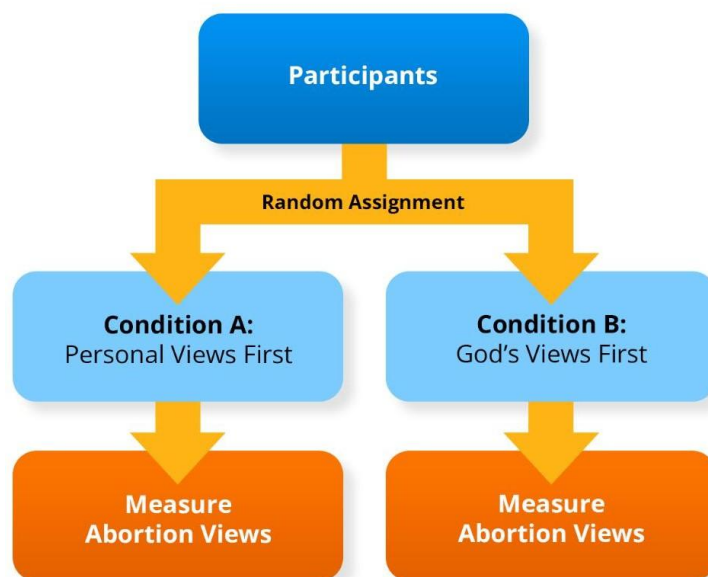 Participants
Random Assignment
Condition A:
Personal Views First
Condition B:
God's Views First
Measure
Abortion Views
Measure
Abortion Views